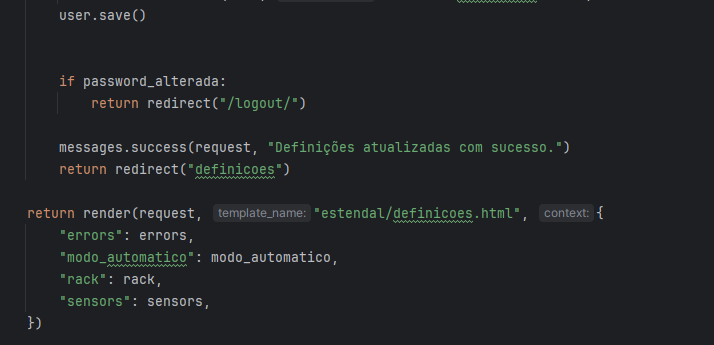 user.save()
if password_alterada:
return redirect("/logout/")
messages.success(request, "Definições atualizadas com sucesso.")
return redirect("definicoes")
return render(request, template_name: "estendal/definicoes.html", context: {
"errors": errors,
"modo_automatico": modo_automatico,
"rack": rack,
"sensors": sensors,
})